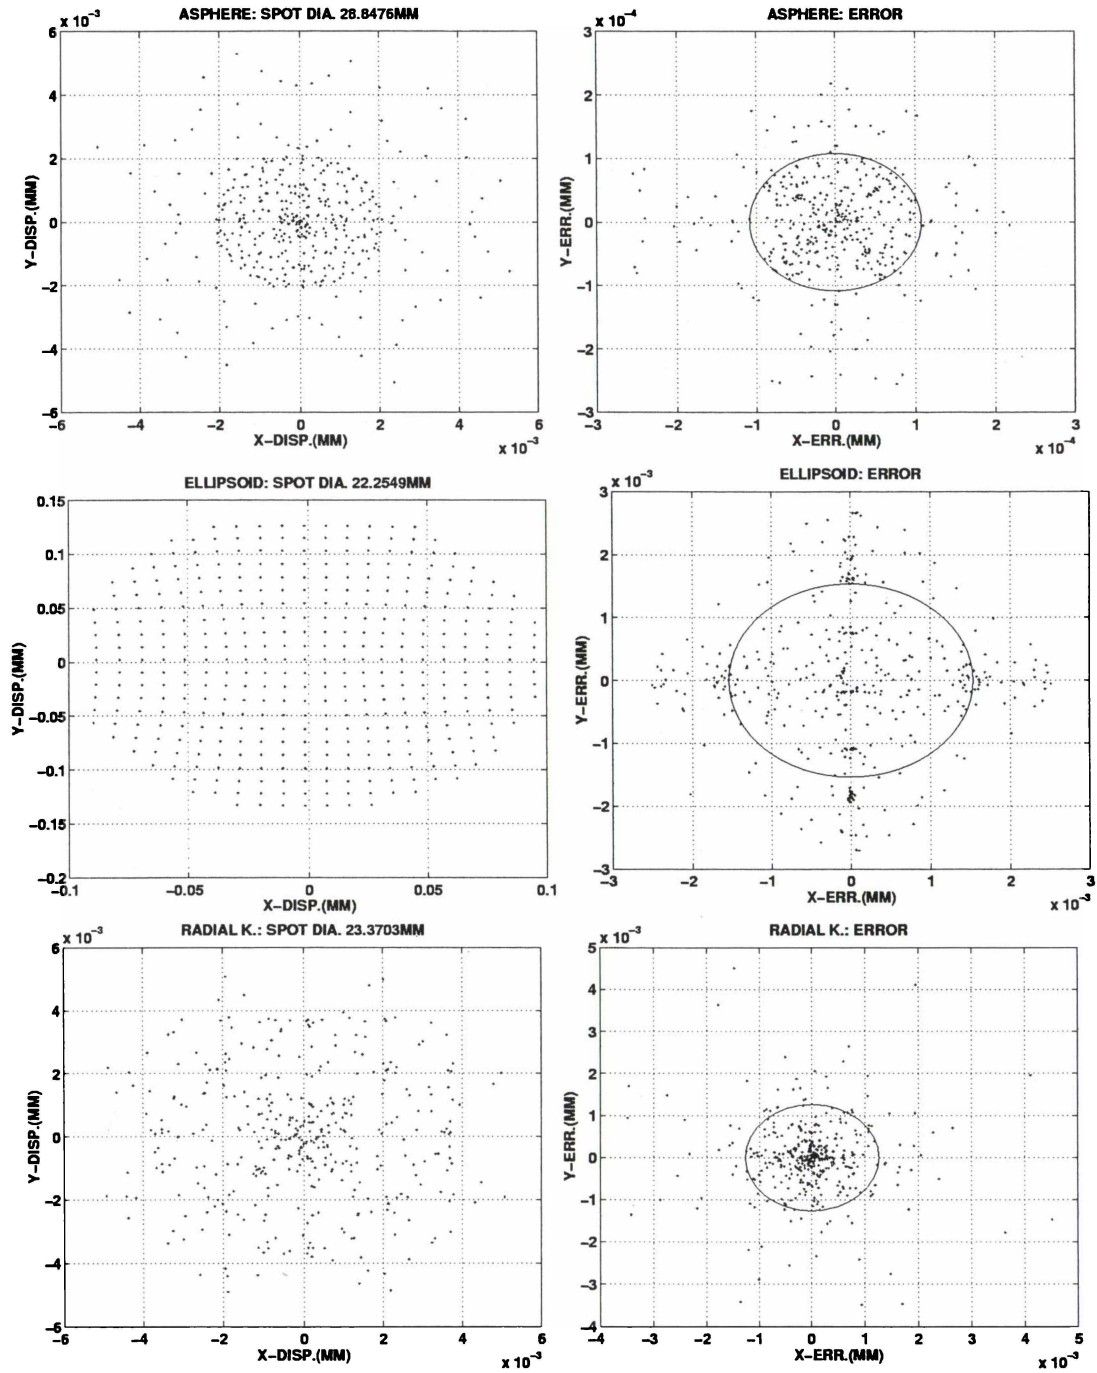 ASPHERE: SPOT DIA. 28.8476MM
x 10⁻³
6
4
2
0
−2
−4
−6
Y−DISP.(MM)
−6 −4 −2 0 2 4 6
X−DISP.(MM)
x 10⁻³
ASPHERE: ERROR
x 10⁻⁴
3
2
1
0
−1
−2
−3
Y−ERR.(MM)
−3 −2 −1 0 1 2 3
X−ERR.(MM)
x 10⁻⁴
ELLIPSOID: SPOT DIA. 22.2549MM
0.15
0.1
0.05
0
−0.05
−0.1
−0.15
−0.2
Y−DISP.(MM)
−0.1 −0.05 0 0.05 0.1
X−DISP.(MM)
ELLIPSOID: ERROR
x 10⁻³
3
2
1
0
−1
−2
−3
Y−ERR.(MM)
−3 −2 −1 0 1 2 3
X−ERR.(MM)
x 10⁻³
RADIAL K.: SPOT DIA. 23.3703MM
x 10⁻³
6
4
2
0
−2
−4
−6
Y−DISP.(MM)
−6 −4 −2 0 2 4 6
X−DISP.(MM)
x 10⁻³
RADIAL K.: ERROR
x 10⁻³
5
4
3
2
1
0
−1
−2
−3
−4
Y−ERR.(MM)
−4 −3 −2 −1 0 1 2 3 4 5
X−ERR.(MM)
x 10⁻³